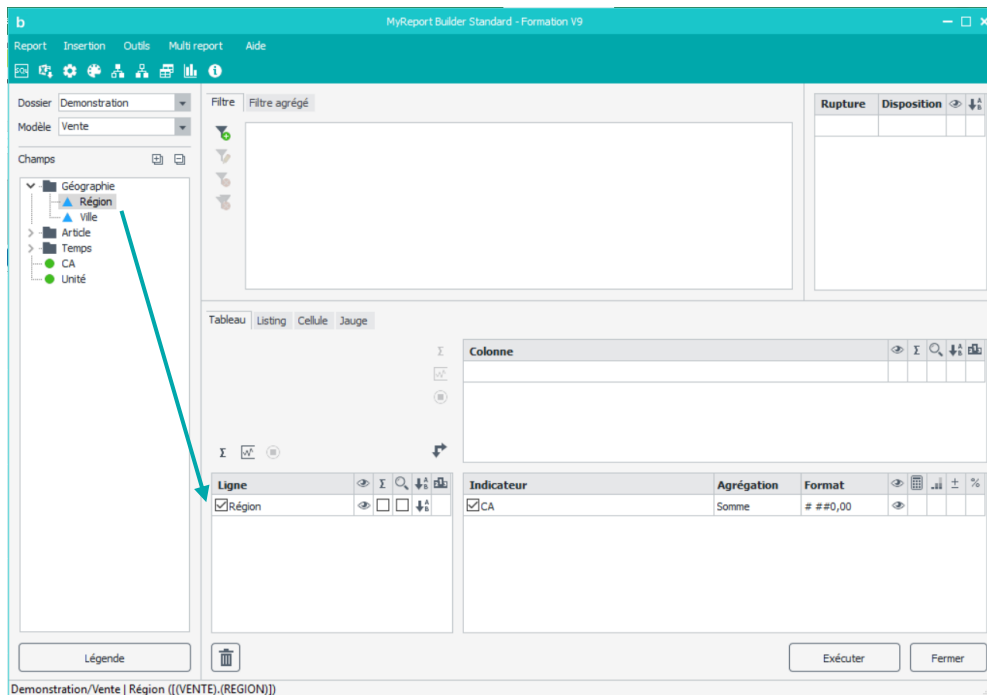 b MyReport Builder Standard - Formation V9
Report Insertion Outils Multi report Aide
Dossier Demonstration
Modèle Vente
Champs
Géographie
Région
Ville
Article
Temps
CA
Unité
Légende
Filtre Filtre agrégé
Rupture Disposition
Tableau Listing Cellule Jauge
Colonne
Ligne
Région
Indicateur Agrégation Format
CA Somme # ##0,00
Exécuter Fermer
Demonstration/Vente | Région ([(VENTE).(REGION)])